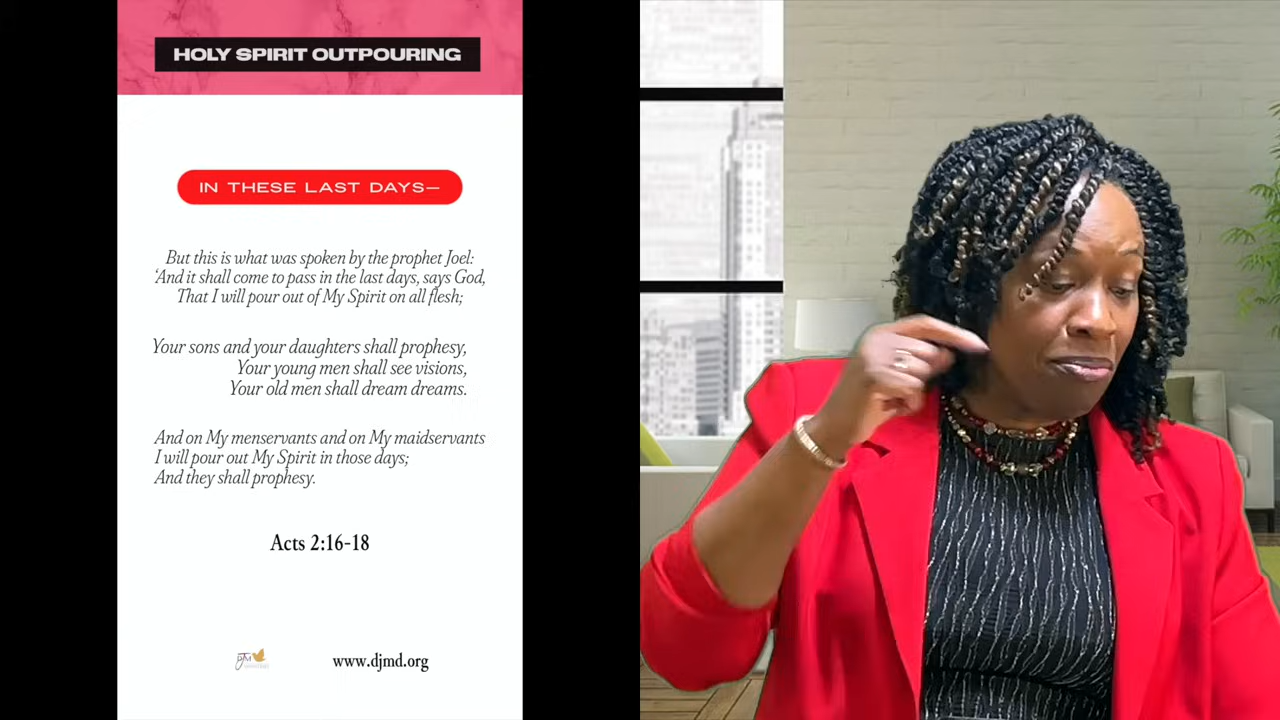 HOLY SPIRIT OUTPOURING
IN THESE LAST DAYS—
But this is what was spoken by the prophet Joel:
‘And it shall come to pass in the last days, says God,
That I will pour out of My Spirit on all flesh;
Your sons and your daughters shall prophesy,
Your young men shall see visions,
Your old men shall dream dreams.
And on My menservants and on My maidservants
I will pour out My Spirit in those days;
And they shall prophesy.
Acts 2:16-18
www.djmd.org